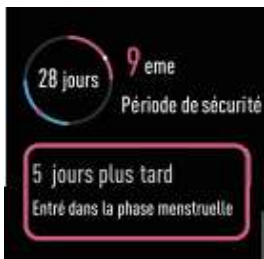 28 jours
9 eme
Période de sécurité
5 jours plus tard
Entré dans la phase menstruelle